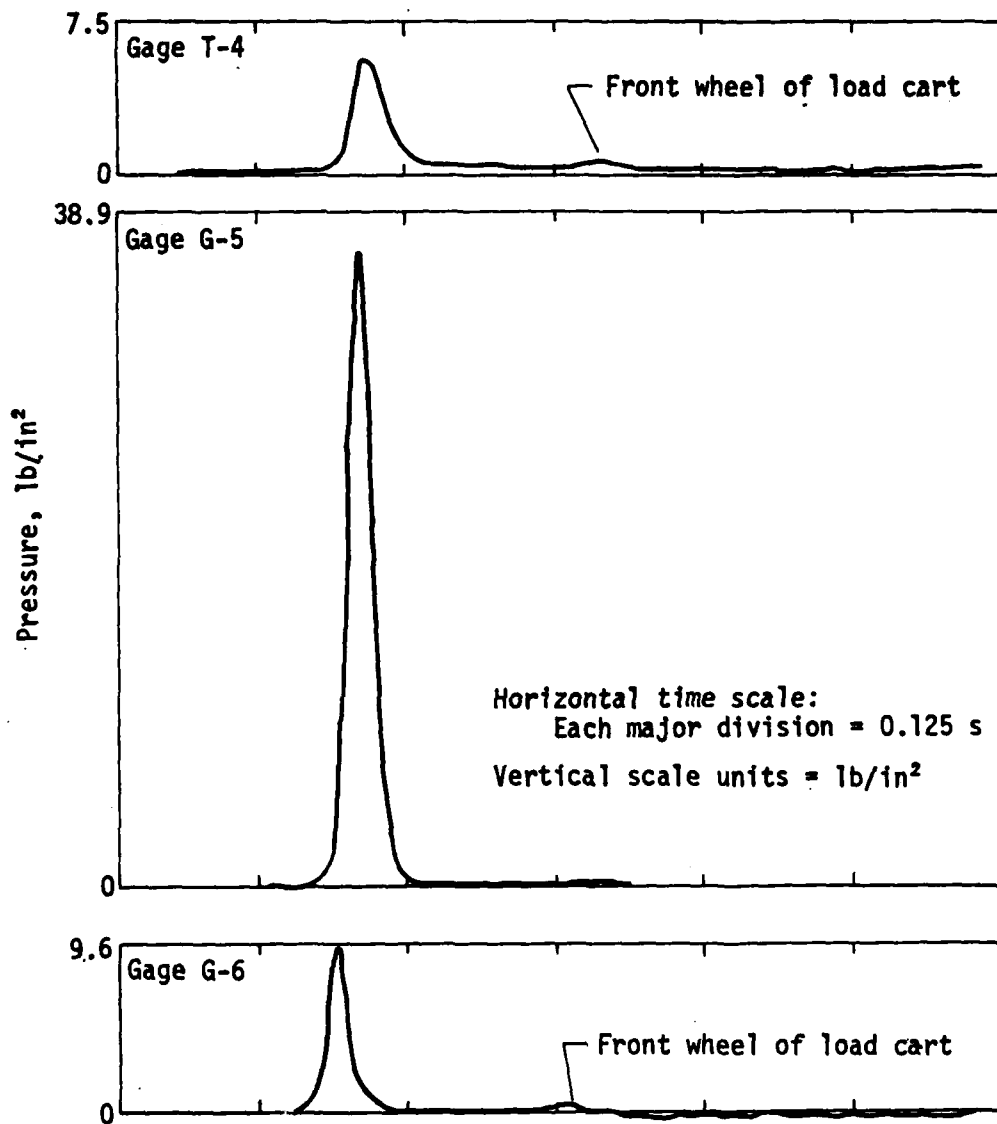 7.5
Gage T-4
Front wheel of load cart
0
38.9
Gage G-5
Pressure, lb/in²
Horizontal time scale:
Each major division = 0.125 s
Vertical scale units = lb/in²
0
9.6
Gage G-6
Front wheel of load cart
0